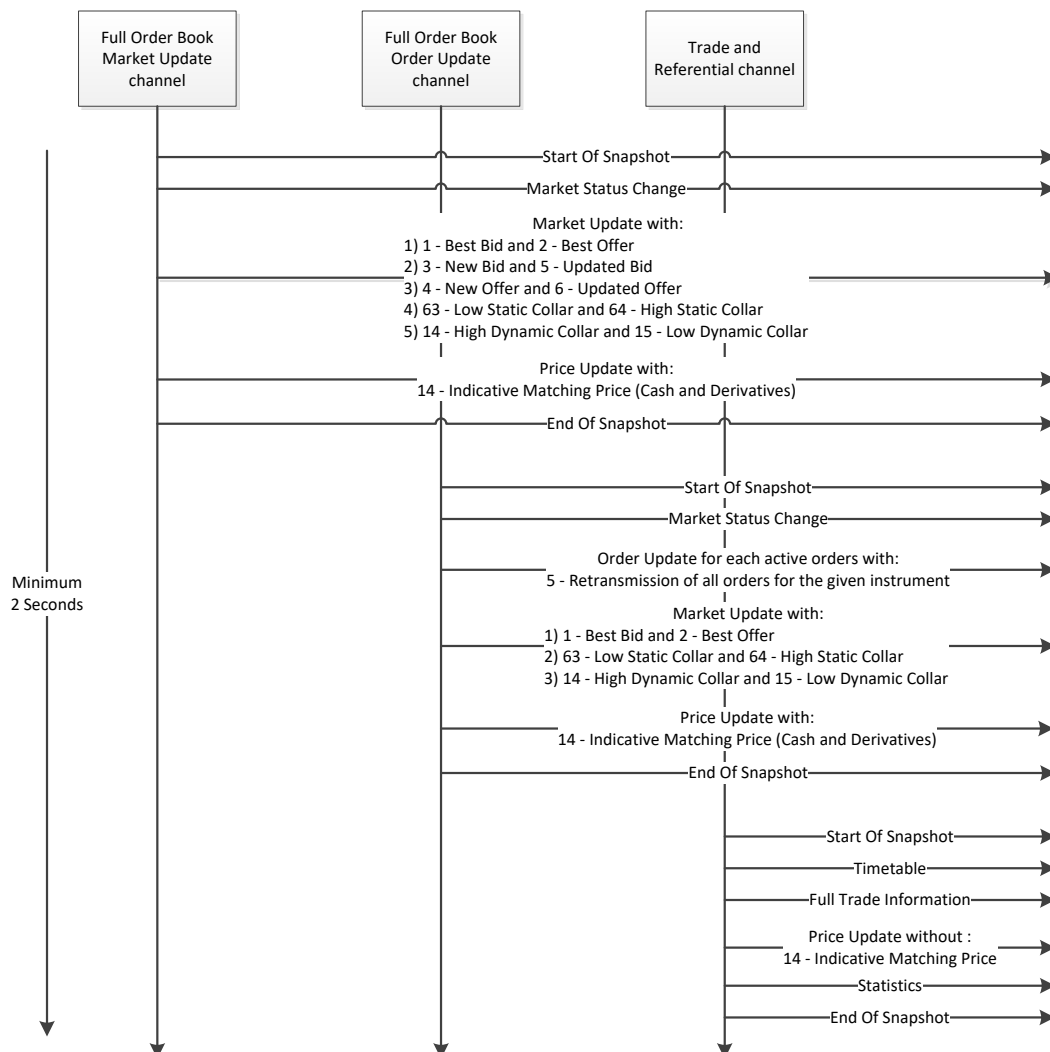 Full Order Book
Market Update
channel
Full Order Book
Order Update
channel
Trade and
Referential channel
Start Of Snapshot
Market Status Change
Market Update with:
1) 1 - Best Bid and 2 - Best Offer
2) 3 - New Bid and 5 - Updated Bid
3) 4 - New Offer and 6 - Updated Offer
4) 63 - Low Static Collar and 64 - High Static Collar
5) 14 - High Dynamic Collar and 15 - Low Dynamic Collar
Price Update with:
14 - Indicative Matching Price (Cash and Derivatives)
End Of Snapshot
Start Of Snapshot
Market Status Change
Order Update for each active orders with:
5 - Retransmission of all orders for the given instrument
Minimum
2 Seconds
Market Update with:
1) 1 - Best Bid and 2 - Best Offer
2) 63 - Low Static Collar and 64 - High Static Collar
3) 14 - High Dynamic Collar and 15 - Low Dynamic Collar
Price Update with:
14 - Indicative Matching Price (Cash and Derivatives)
End Of Snapshot
Start Of Snapshot
Timetable
Full Trade Information
Price Update without :
14 - Indicative Matching Price
Statistics
End Of Snapshot